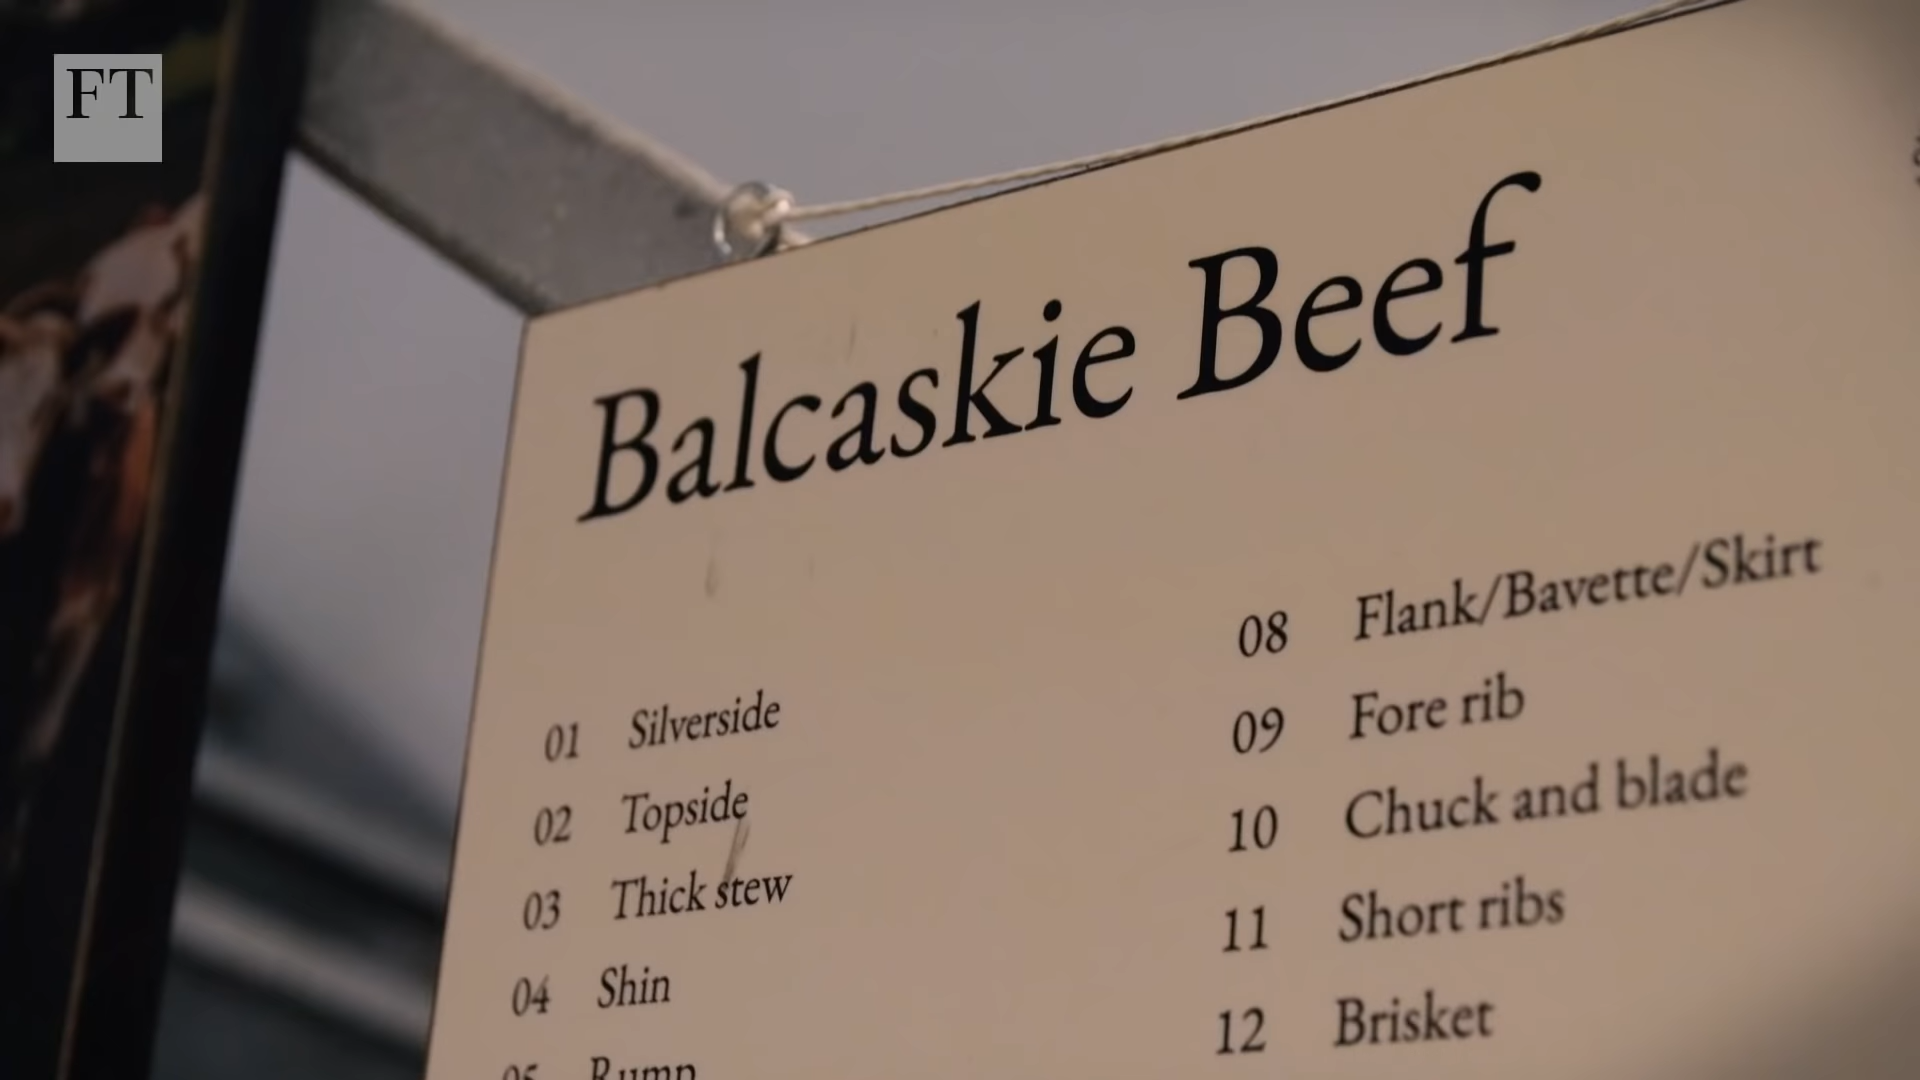 FT
Balcaskie Beef
01 Silverside
02 Topside
03 Thick stew
04 Shin
05 Rump
08 Flank/Bavette/Skirt
09 Fore rib
10 Chuck and blade
11 Short ribs
12 Brisket